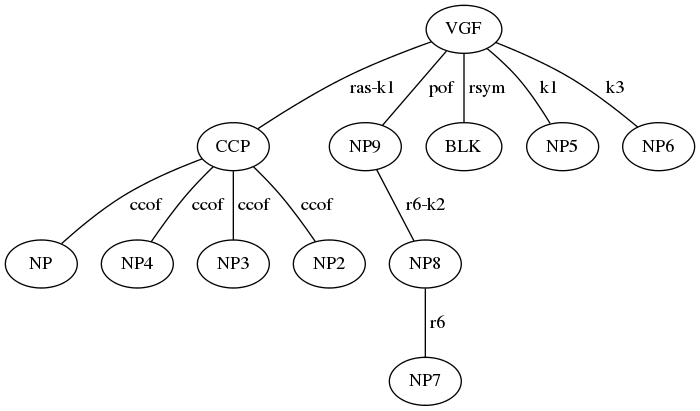 VGF
ras-k1 pof rsym k1 k3
CCP NP9 BLK NP5 NP6
ccof ccof ccof ccof r6-k2
NP NP4 NP3 NP2 NP8
r6
NP7